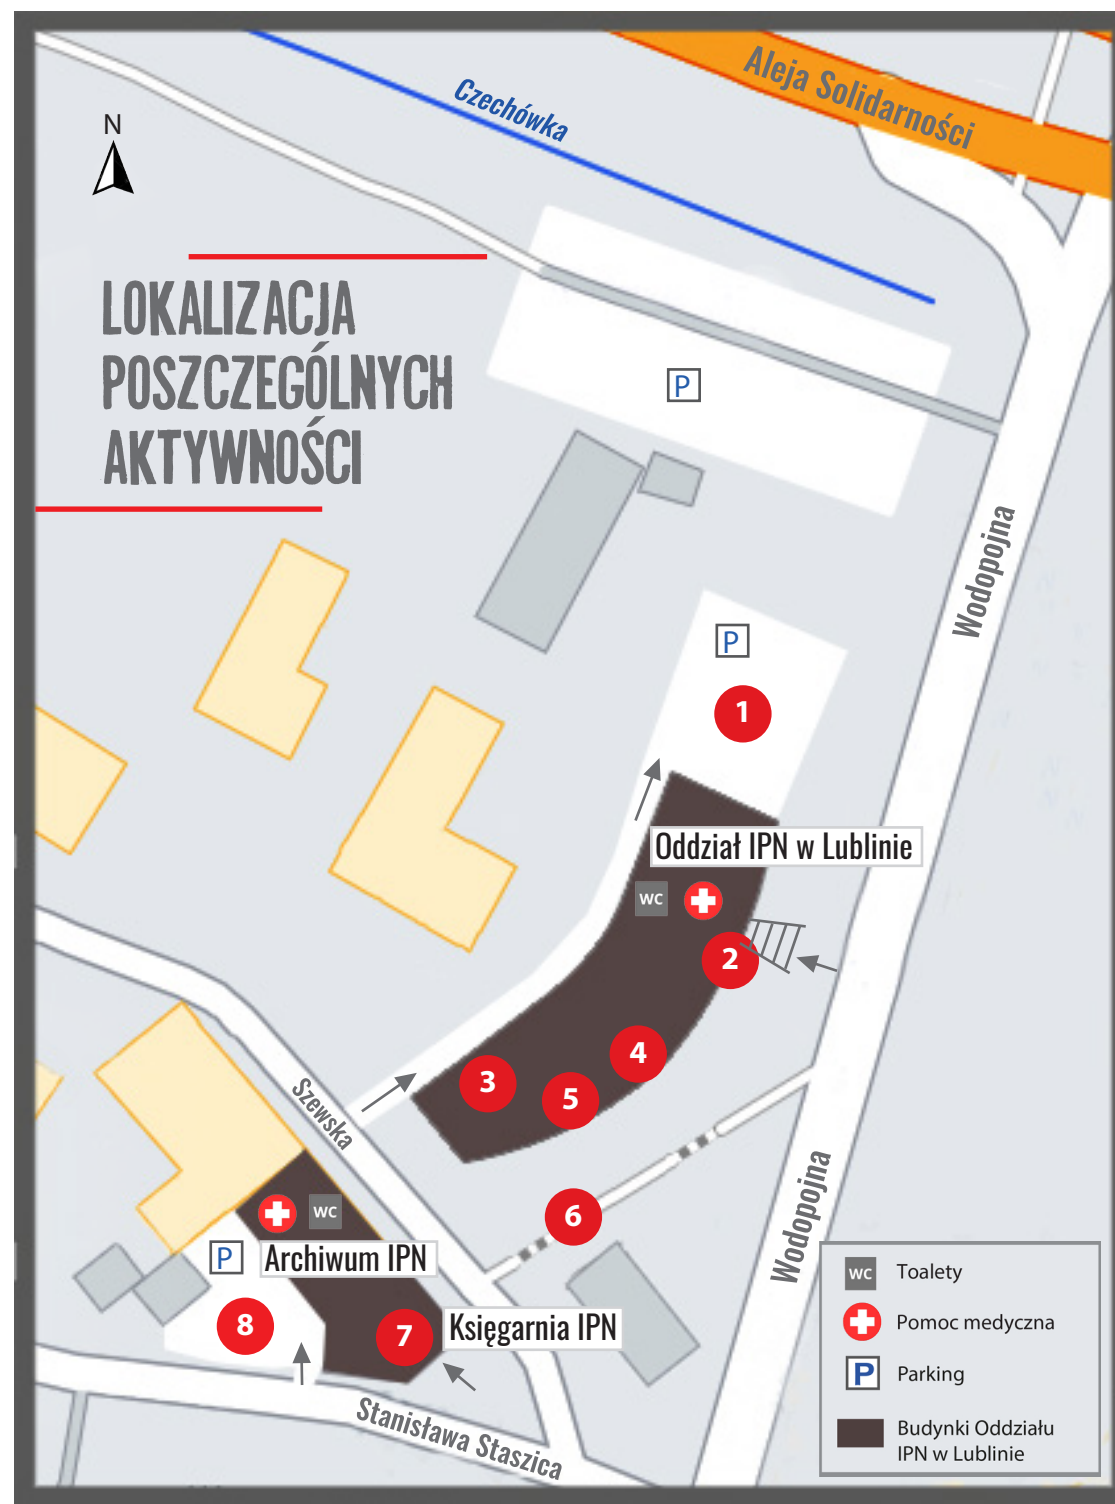 Aleja Solidarności
Czechówka
N
LOKALIZACJA
POSZCZEGÓLNYCH
AKTYWNOŚCI
P
Wodopojna
P
1
Oddział IPN w Lublinie
WC
2
4
3
5
Szewska
6
Wodopojna
WC
P
Archiwum IPN
8
7
Księgarnia IPN
Stanisława Staszica
WC Toalety
Pomoc medyczna
P Parking
Budynki Oddziału
IPN w Lublinie